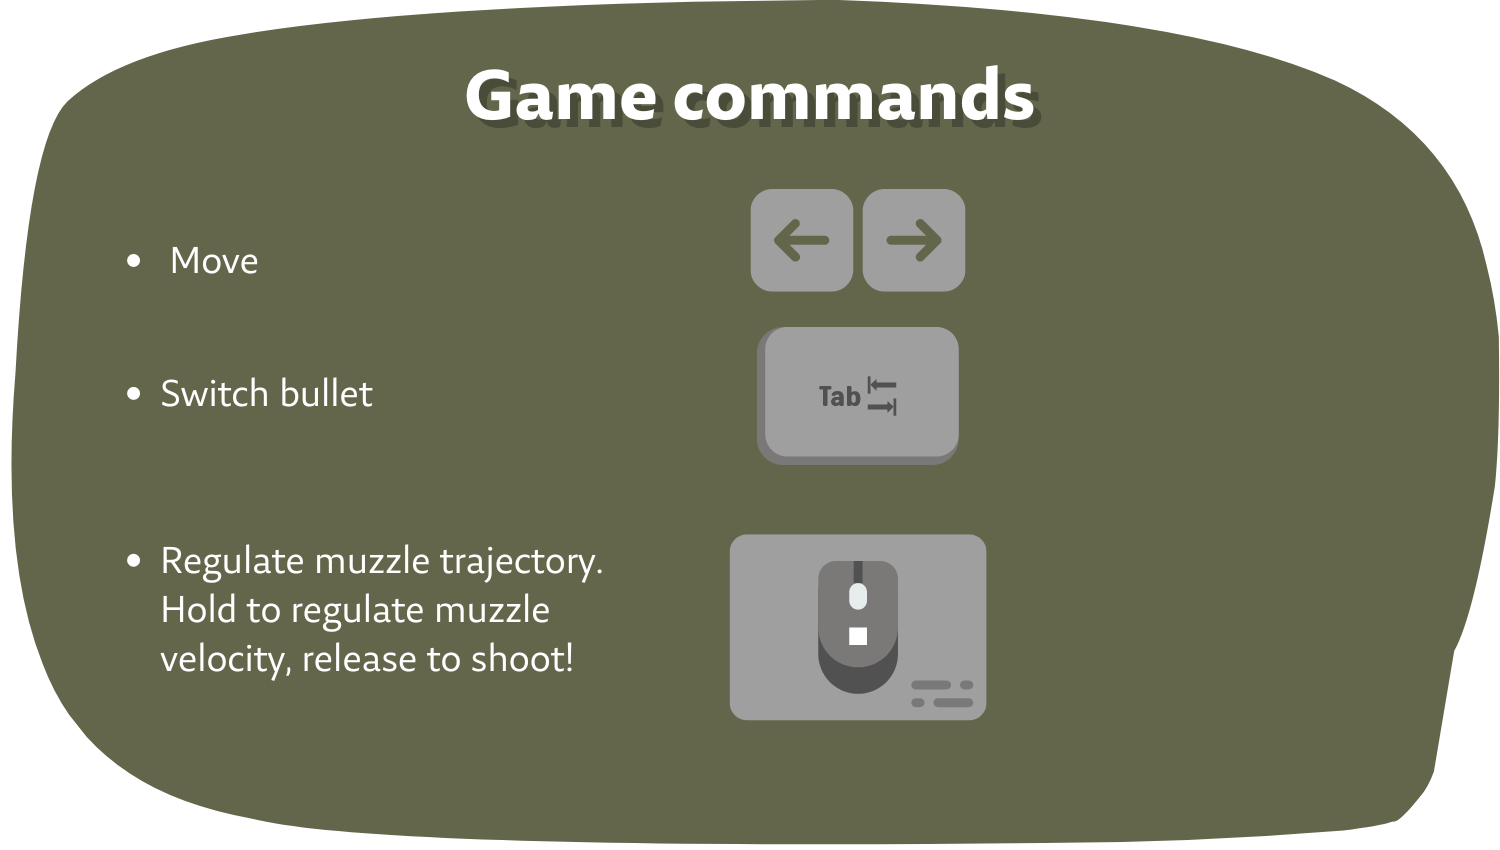 Game commands
Move
Switch bullet
Tab
Regulate muzzle trajectory.
Hold to regulate muzzle
velocity, release to shoot!